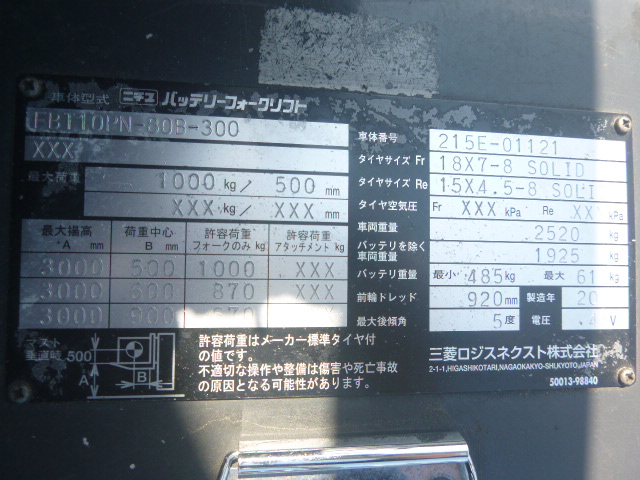 車体型式 ニチユ バッテリーフォークリフト
FBT10PN-80B-300
XXX
最大荷重 1000 kg/ 500 mm
XXX kg/ XXX mm
最大揚高 *A mm 荷重中心 B mm 許容荷重 フォークのみ kg 許容荷重 アタッチメント kg
3000 500 1000 XXX
3000 600 870 XXX
3000
マスト垂直時 500
A
B
許容荷重はメーカー標準タイヤ付
の値です。
不適切な操作や整備は傷害や死亡事故
の原因となる可能性があります。
車体番号 215E-01121
タイヤサイズ Fr 18X7-8 SOLID
タイヤサイズ Re 15X4.5-8 SOLI
タイヤ空気圧 Fr XXX kPa Re XX kPa
車両重量 2520 kg
バッテリを除く
車両重量 1925 kg
バッテリ重量 最小 485 kg 最大 61 kg
前輪トレッド 920 mm 製造年 20
最大後傾角 5 度 電圧 V
三菱ロジスネクスト株式会社
2-1-1,HIGASHIKOTARI,NAGAOKAKYO-SHI,KYOTO,JAPAN
50013-98840